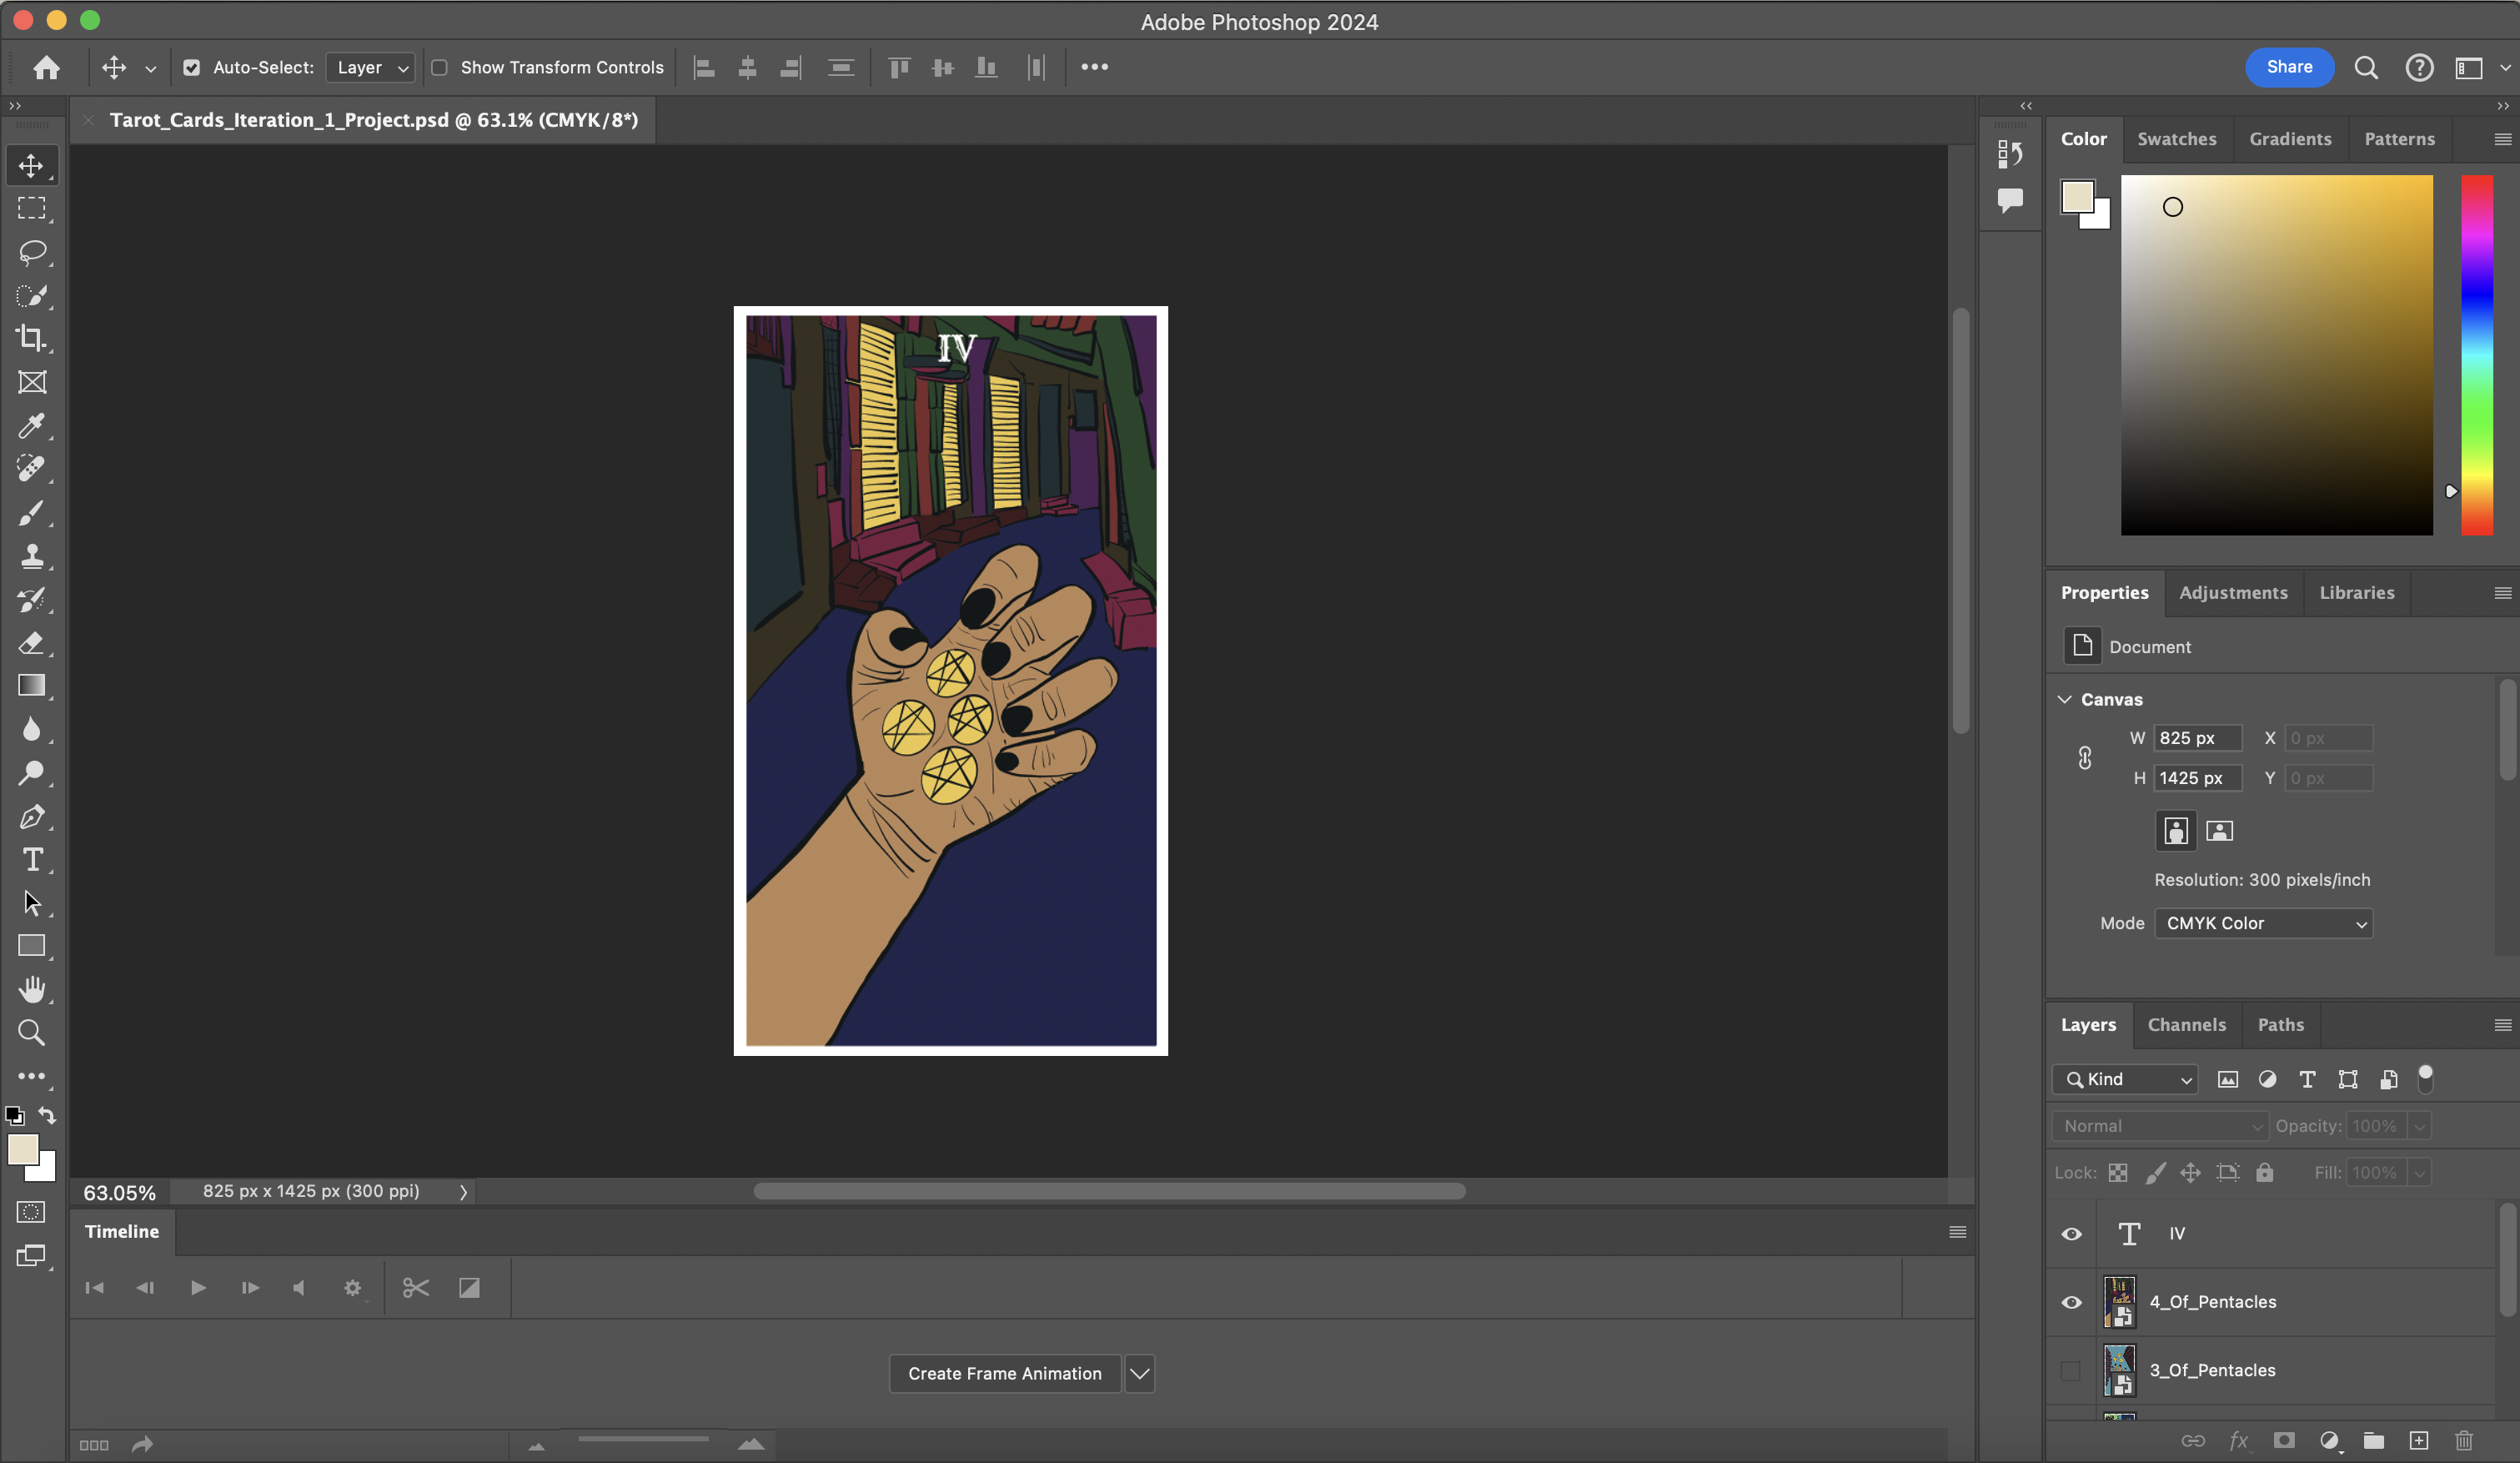 Adobe Photoshop 2024
Auto-Select: Layer Show Transform Controls Share
Tarot_Cards_Iteration_1_Project.psd @ 63.1% (CMYK/8*)
IV
63.05% 825 px x 1425 px (300 ppi)
Timeline
Create Frame Animation
Color Swatches Gradients Patterns
Properties Adjustments Libraries
Document
Canvas
W 825 px X 0 px
H 1425 px Y 0 px
Resolution: 300 pixels/inch
Mode CMYK Color
Layers Channels Paths
Kind
Normal Opacity: 100%
Lock: Fill: 100%
IV
4_Of_Pentacles
3_Of_Pentacles